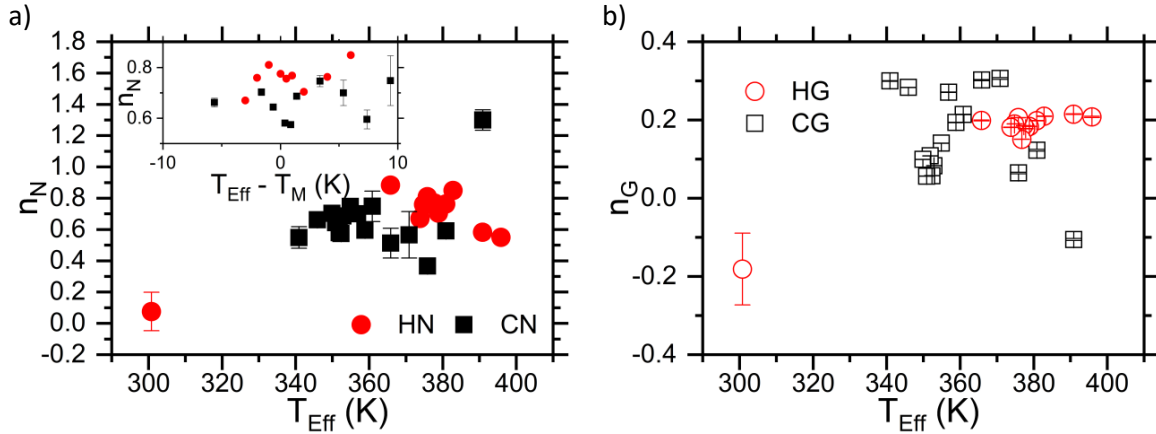 a)
1.8
1.6
1.4
1.2
1.0
0.8
0.6
0.4
0.2
0.0
-0.2
n_N
0.8
0.6
n_N
-10 0 10
T_Eff - T_M (K)
HN CN
300 320 340 360 380 400
T_Eff (K)
b)
0.4
0.2
0.0
-0.2
-0.4
n_G
HG
CG
300 320 340 360 380 400
T_Eff (K)